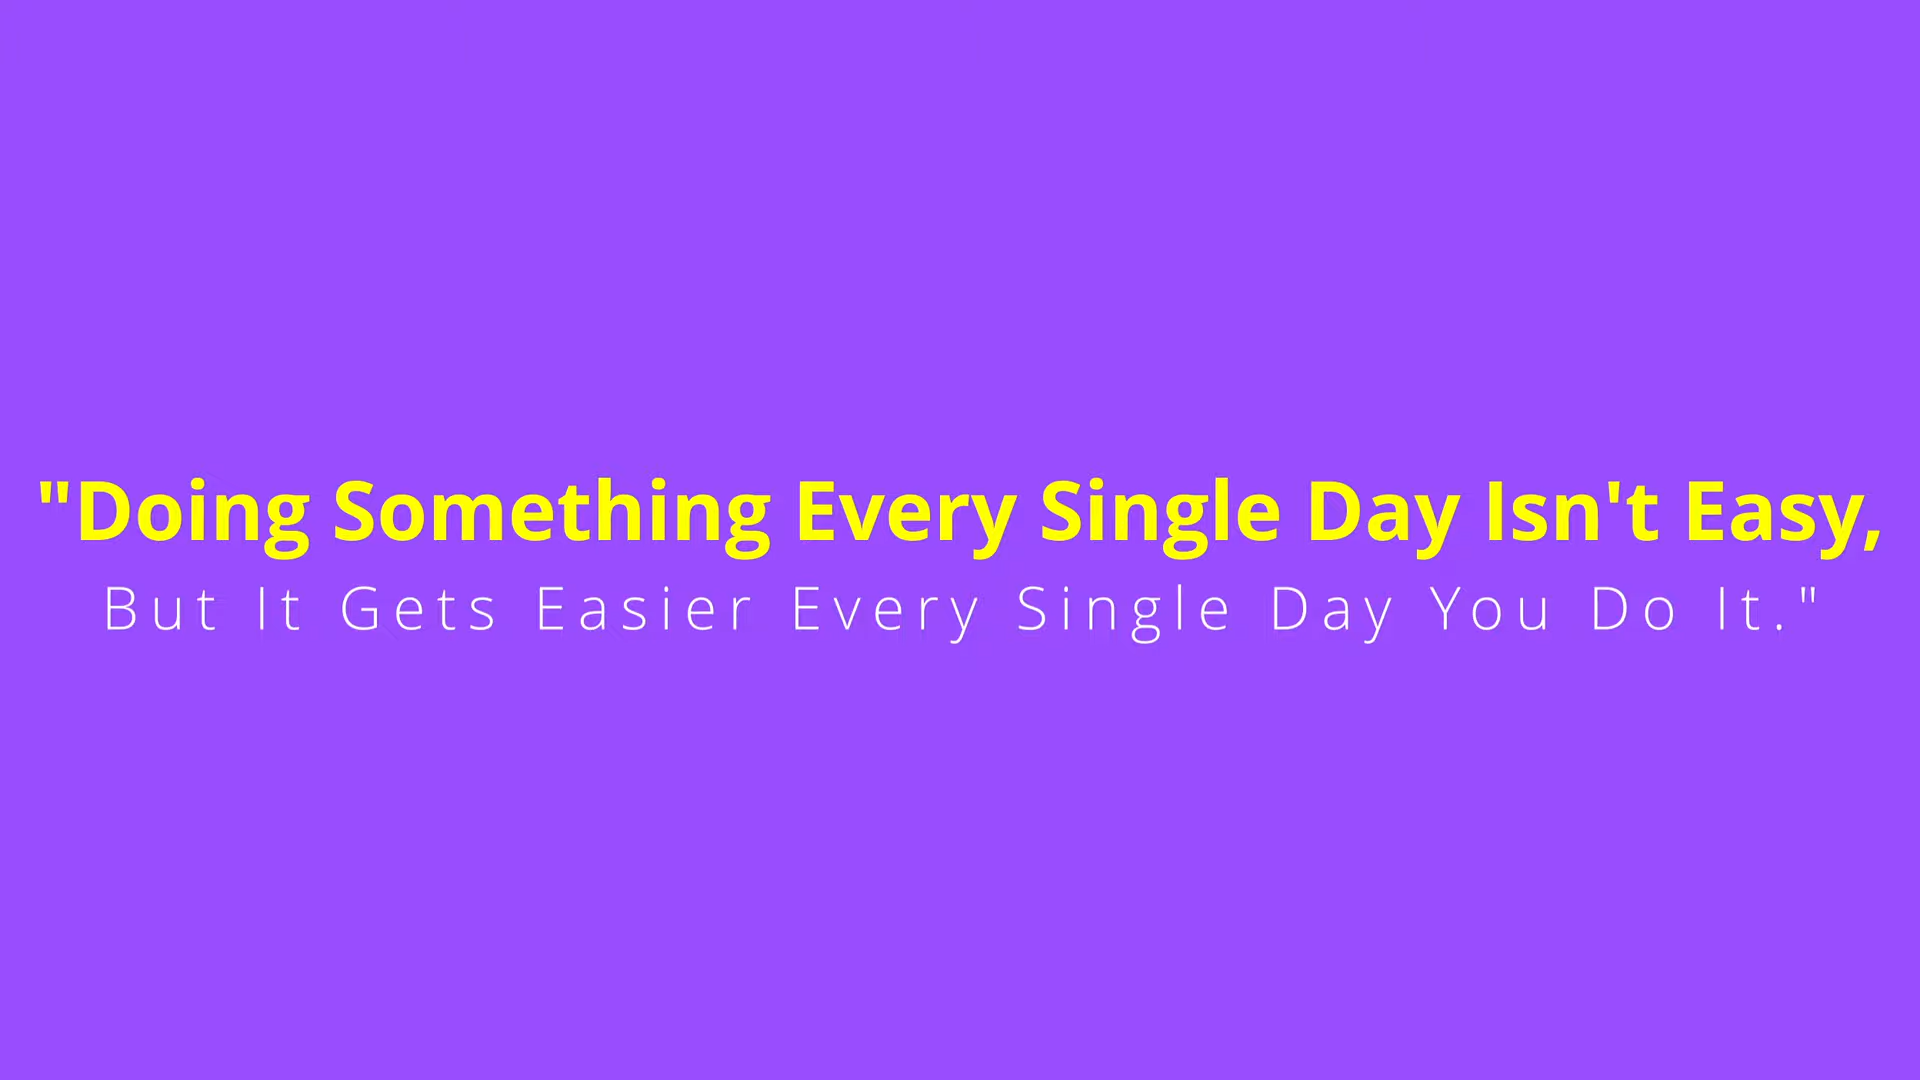 "Doing Something Every Single Day Isn't Easy,
But It Gets Easier Every Single Day You Do It."